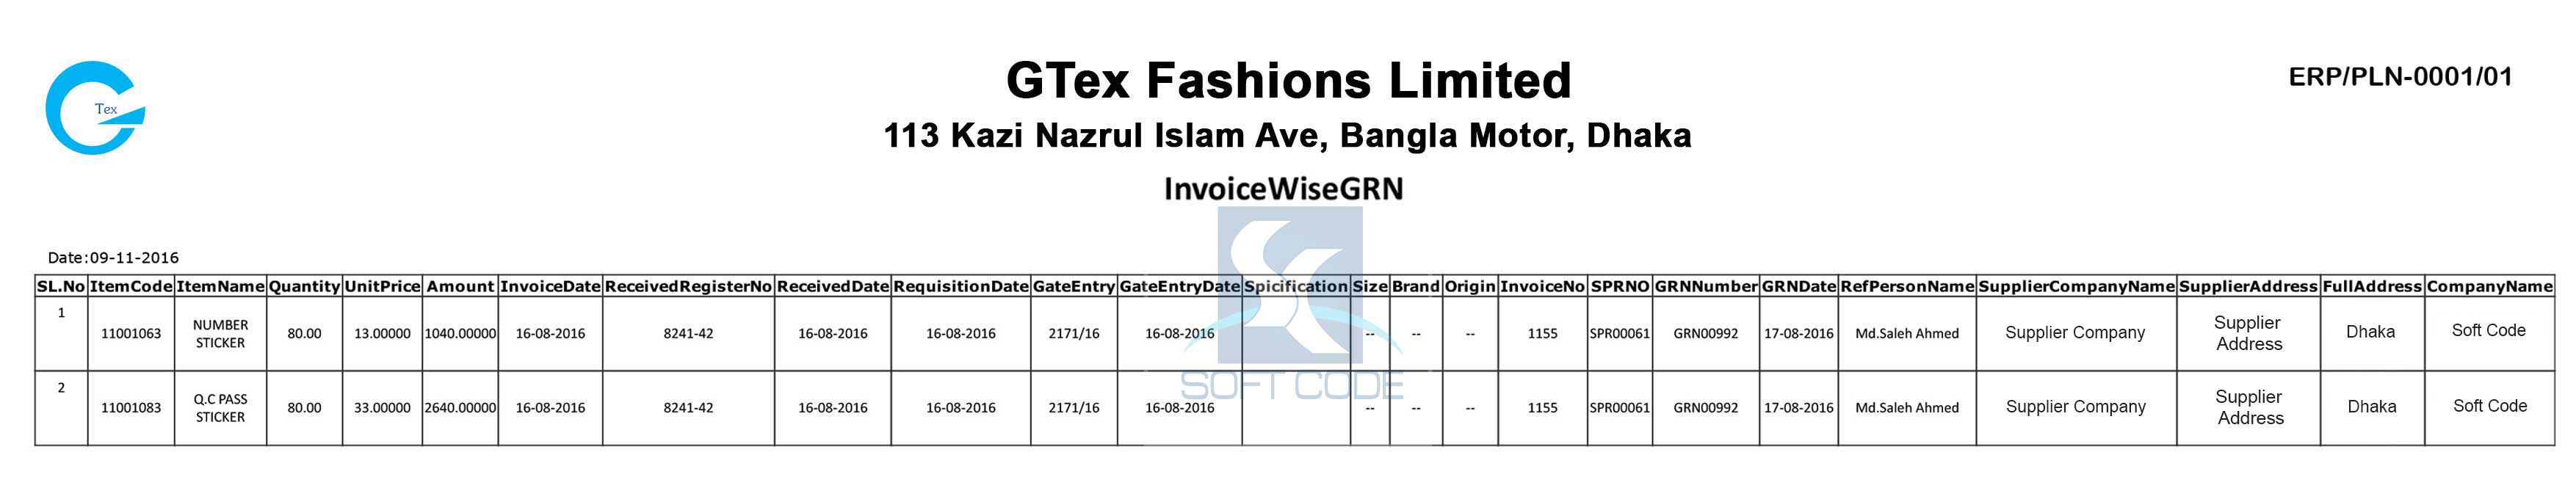 Tex
GTex Fashions Limited
ERP/PLN-0001/01
113 Kazi Nazrul Islam Ave, Bangla Motor, Dhaka
InvoiceWiseGRN
Date:09-11-2016
SL.No ItemCode ItemName Quantity UnitPrice Amount InvoiceDate ReceivedRegisterNo ReceivedDate RequisitionDate GateEntry GateEntryDate Spicification Size Brand Origin InvoiceNo SPRNO GRNNumber GRNDate RefPersonName SupplierCompanyName SupplierAddress FullAddress CompanyName
1 11001063 NUMBER STICKER 80.00 13.00000 1040.00000 16-08-2016 8241-42 16-08-2016 16-08-2016 2171/16 16-08-2016 -- -- -- 1155 SPR00061 GRN00992 17-08-2016 Md.Saleh Ahmed Supplier Company Supplier Address Dhaka Soft Code
2 11001083 Q.C PASS STICKER 80.00 33.00000 2640.00000 16-08-2016 8241-42 16-08-2016 16-08-2016 2171/16 16-08-2016 -- -- -- 1155 SPR00061 GRN00992 17-08-2016 Md.Saleh Ahmed Supplier Company Supplier Address Dhaka Soft Code
SOFT CODE